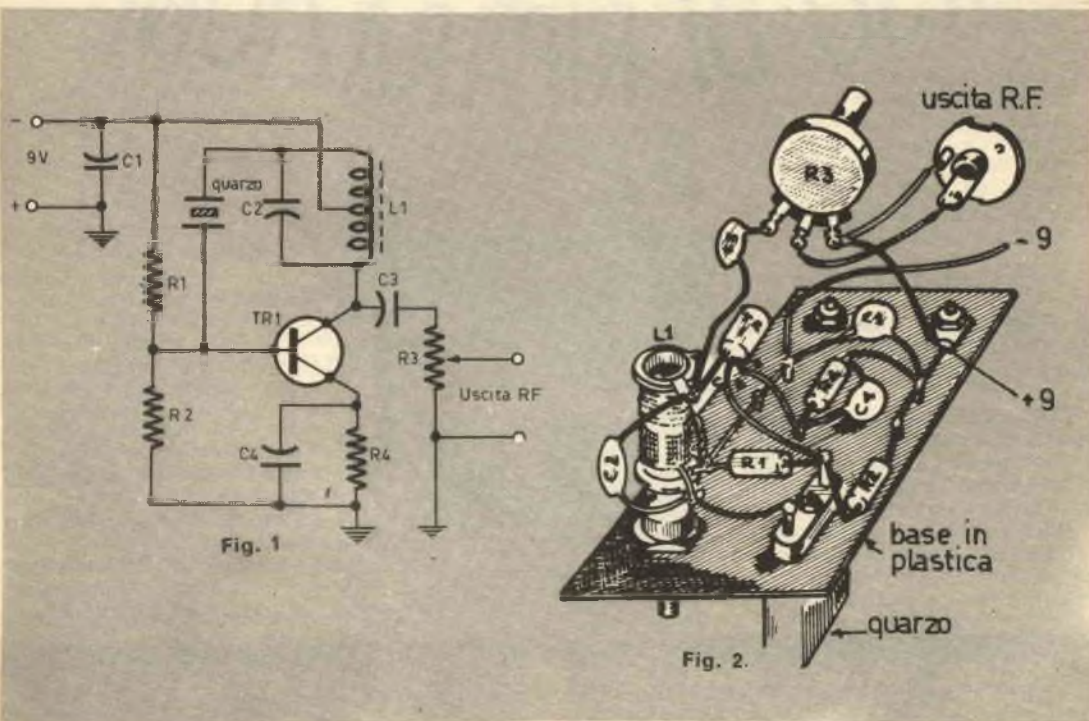 -
9V
+
C1
quarzo
C2
L1
R1
TR1
C3
R3
R2
Uscita RF
C4
R4
Fig. 1
uscita R.F.
R3
- 9
L1
+9
C2
R1
R2
base in
plastica
quarzo
Fig. 2.